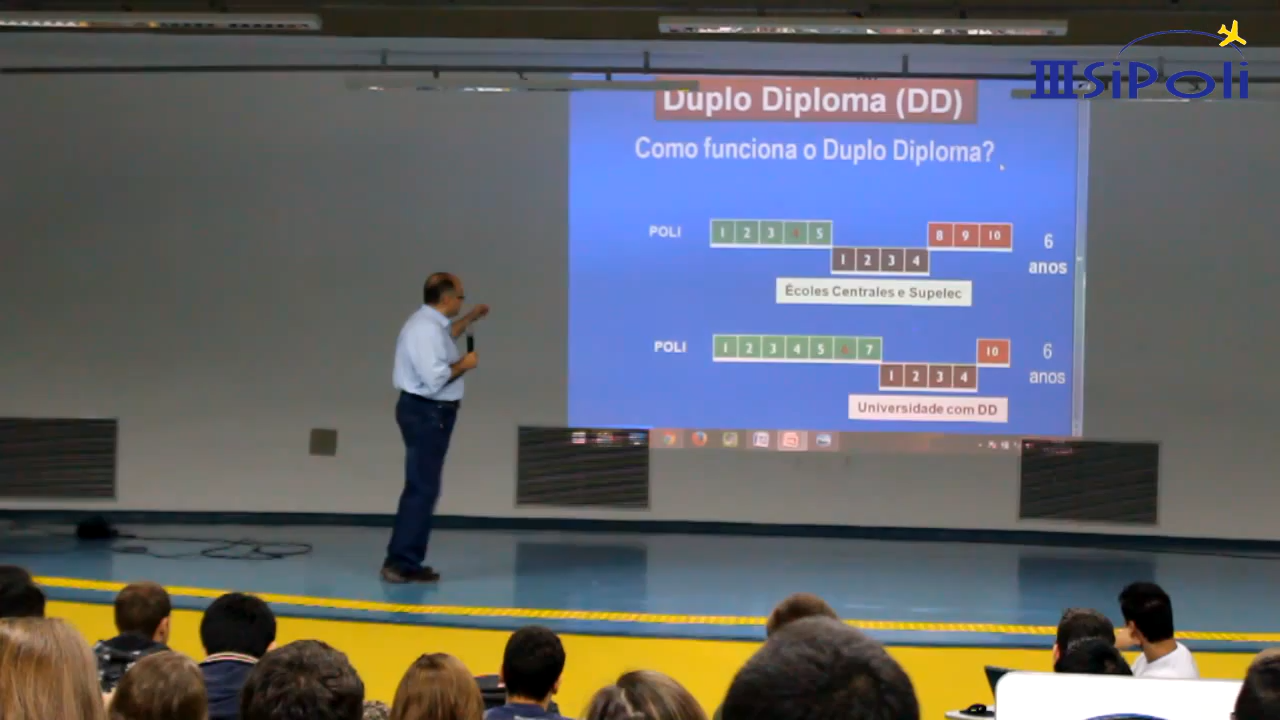 IIISiPoli
Duplo Diploma (DD)
Como funciona o Duplo Diploma?
POLI 1 2 3 4 5 8 9 10 6 anos
1 2 3 4
Écoles Centrales e Supelec
POLI 1 2 3 4 5 7 10 6 anos
1 2 3 4
Universidade com DD